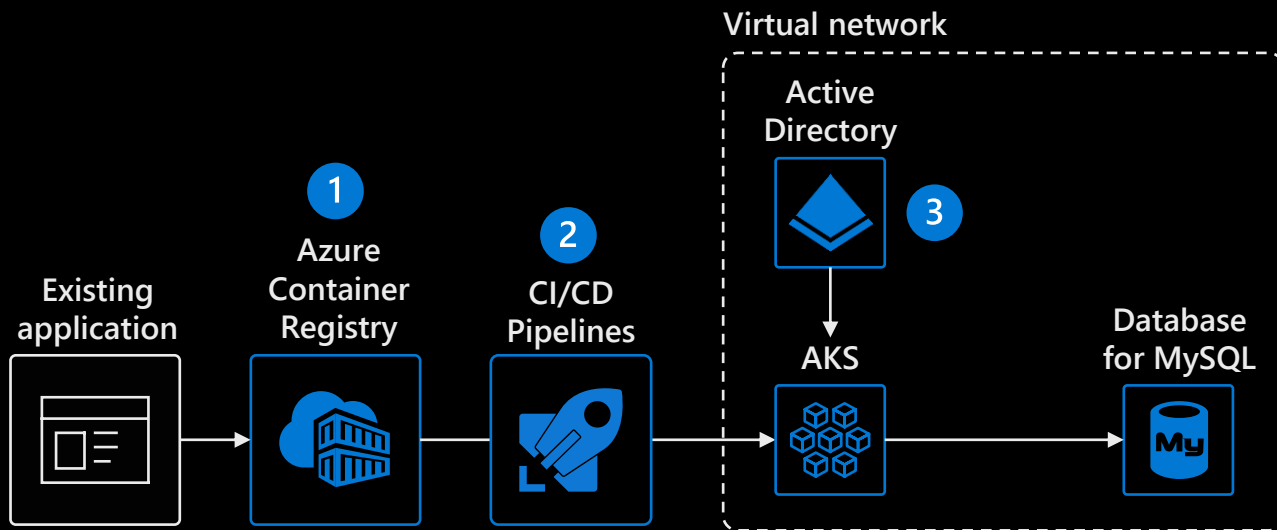 Virtual network
Active
Directory
3
1
Azure
Container
Registry
2
CI/CD
Pipelines
Existing
application
AKS
Database
for MySQL
My